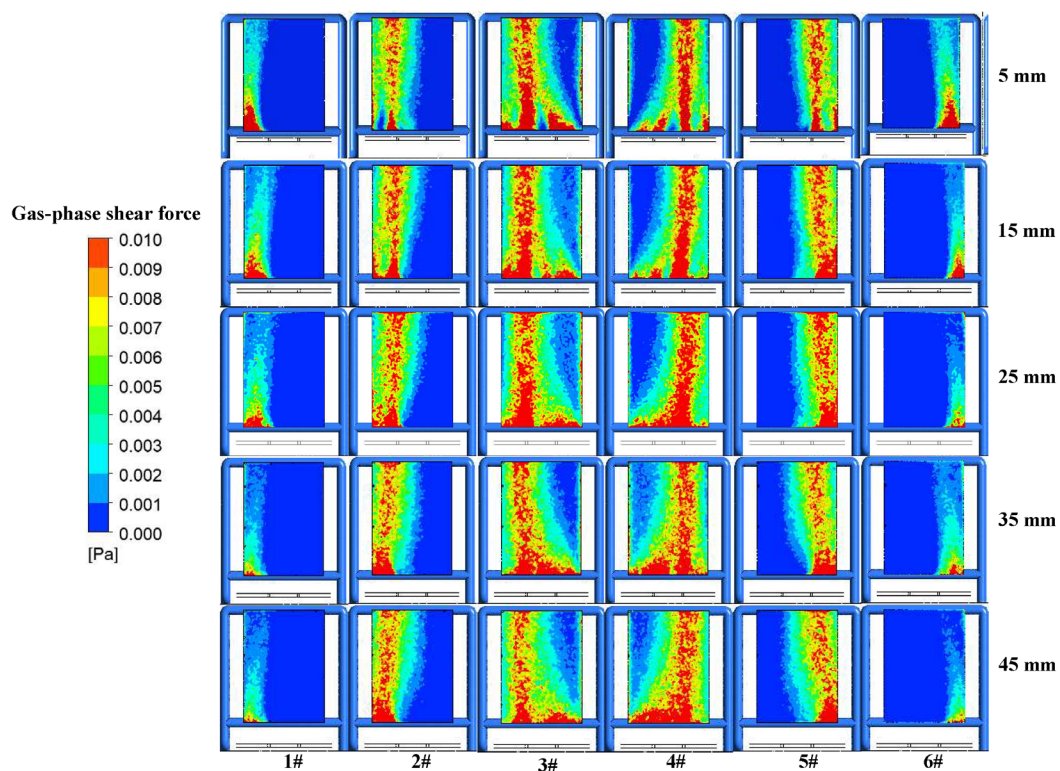 5 mm
15 mm
Gas-phase shear force
0.010
0.009
0.008
0.007
0.006
0.005
0.004
0.003
0.002
0.001
0.000
[Pa]
25 mm
35 mm
45 mm
1# 2# 3# 4# 5# 6#